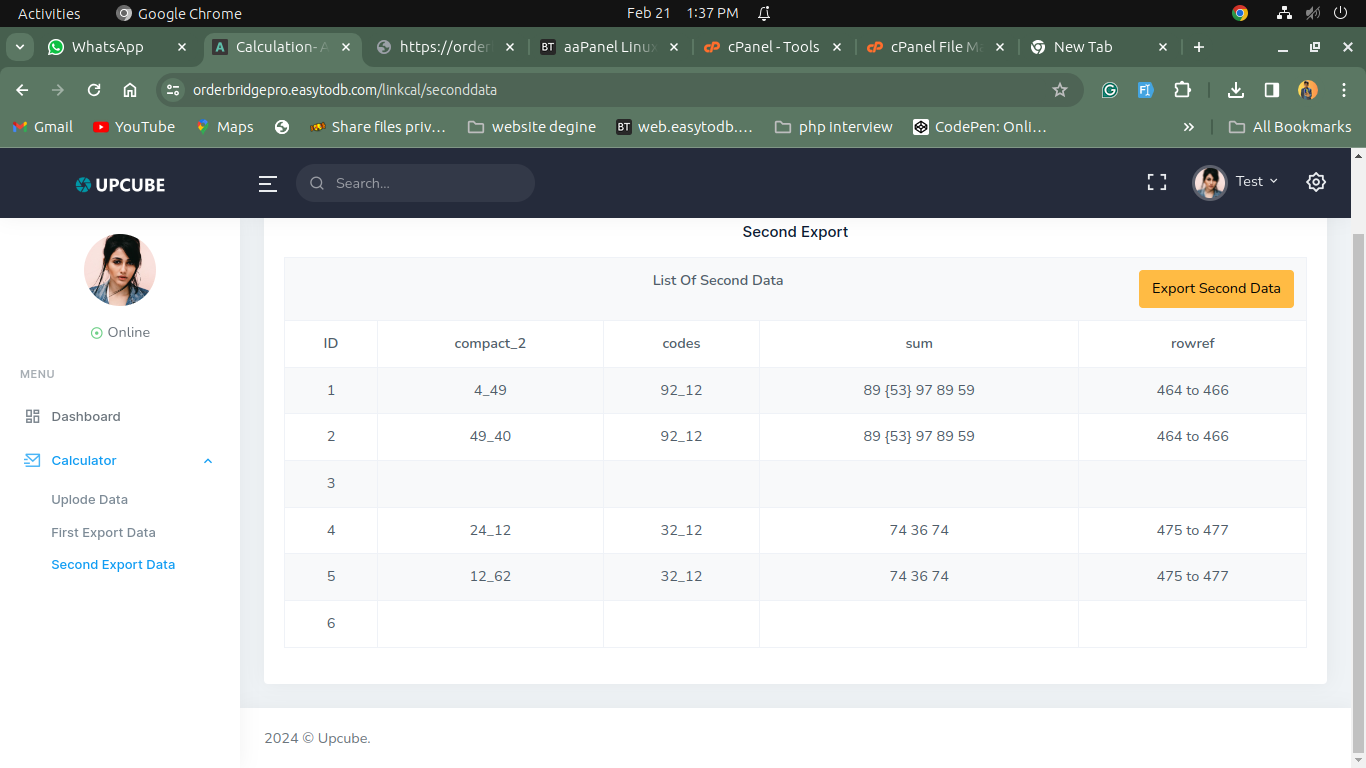 Activities Google Chrome Feb 21 1:37 PM
WhatsApp Calculation- A https://order aaPanel Linux cPanel - Tools cPanel File Ma New Tab
orderbridgepro.easytodb.com/linkcal/seconddata
Gmail YouTube Maps Share files priv... website degine BT web.easytodb.... php interview CodePen: Onli... » All Bookmarks
UPCUBE Search... Test
Second Export
List Of Second Data Export Second Data
Online
ID compact_2 codes sum rowref
MENU
1 4_49 92_12 89 {53} 97 89 59 464 to 466
Dashboard
2 49_40 92_12 89 {53} 97 89 59 464 to 466
Calculator
3
Uplode Data
First Export Data
4 24_12 32_12 74 36 74 475 to 477
Second Export Data
5 12_62 32_12 74 36 74 475 to 477
6
2024 © Upcube.